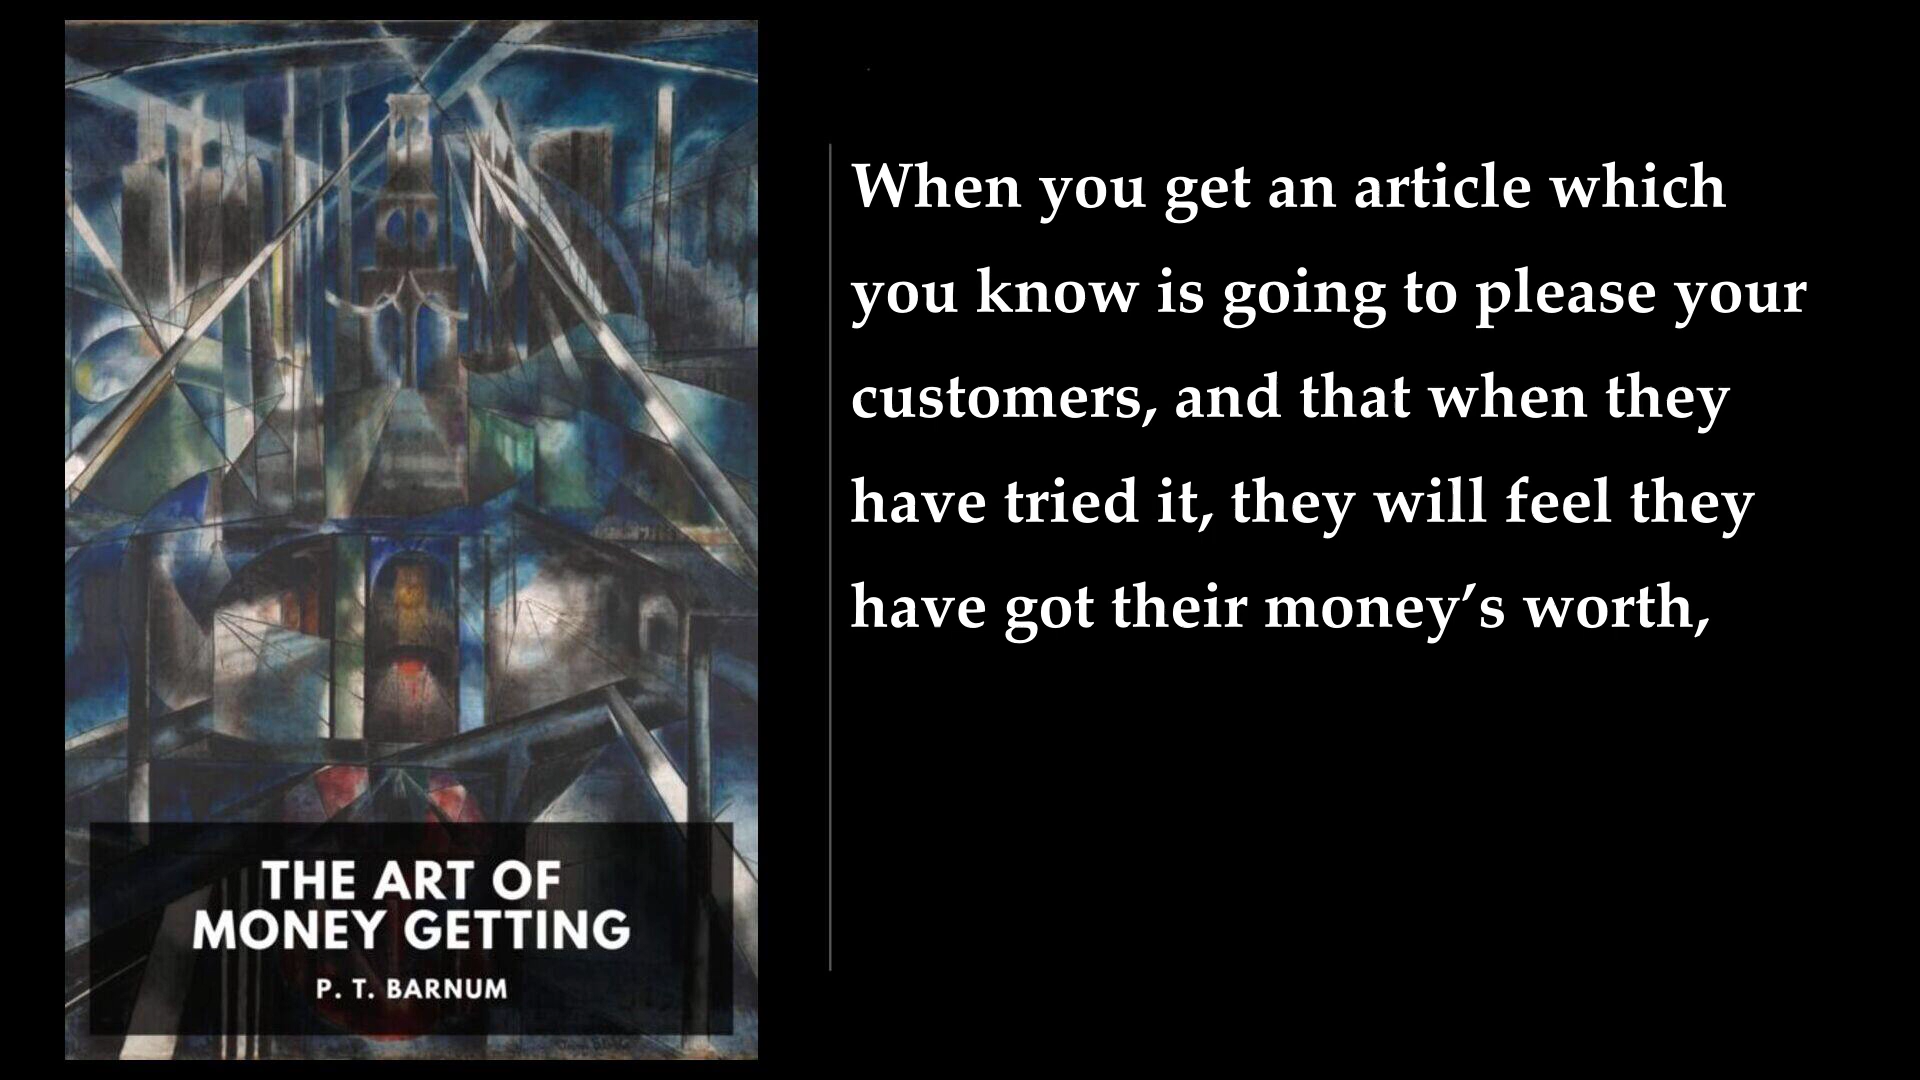 THE ART OF
MONEY GETTING
P. T. BARNUM
When you get an article which
you know is going to please your
customers, and that when they
have tried it, they will feel they
have got their money’s worth,